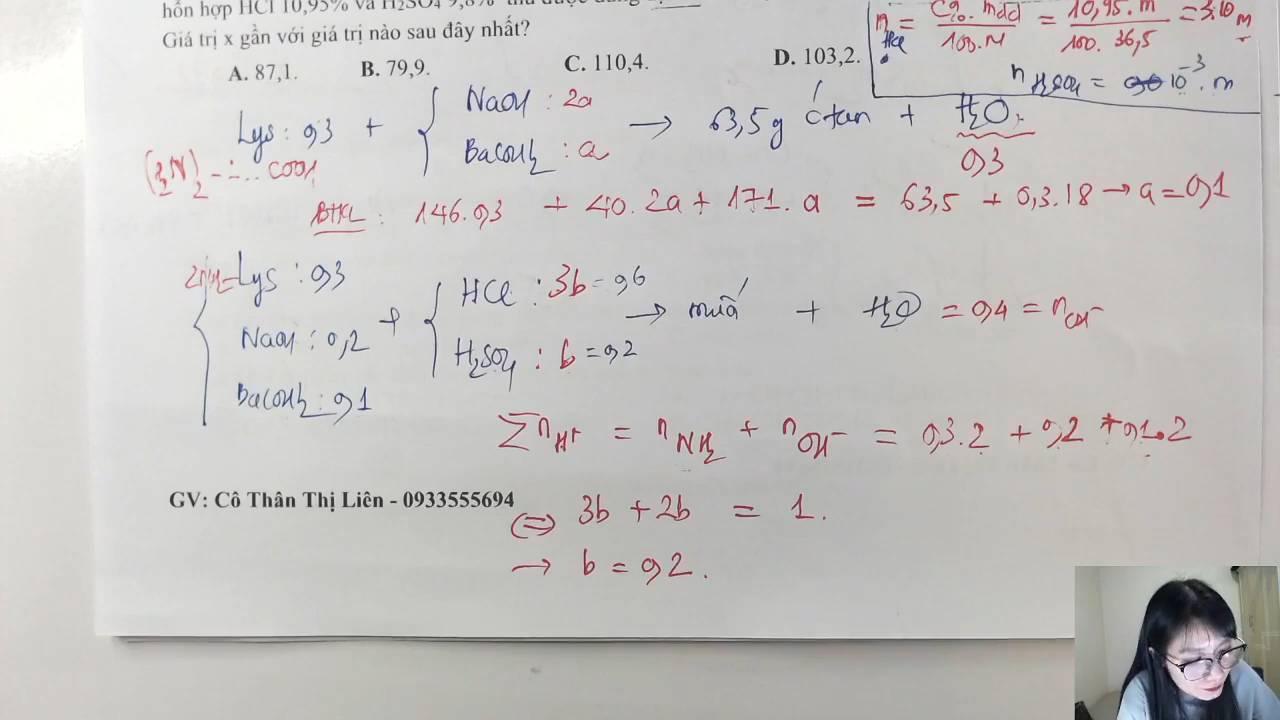 hỗn hợp HCl 10,95% và H₂SO₄ 9,8% thu được dung
Giá trị x gần với giá trị nào sau đây nhất?
A. 87,1. B. 79,9. C. 110,4. D. 103,2.
n HCl = C%. mdd / 100.M = 10,95.m / 100. 36,5 = 3.10 m
n H₂SO₄ = 10⁻³.m
Lys: 0,3 + { NaOH : 2a → 63,5g c tan + H₂O
Ba(OH)₂ : a 0,3
(H₂N)₂ - ... COOH
BTKL: 146.0,3 + 40.2a + 171.a = 63,5 + 0,3.18 → a = 0,1
Lys : 0,3 + { HCl : 3b = 0,6 → muối + H₂O = 0,4 = n OH⁻
NaOH : 0,2 H₂SO₄ : b = 0,2
Ba(OH)₂ : 0,1
Σ n H⁺ = n NH₂ + n OH⁻ = 0,3.2 + 0,2 + 0,1.2
GV: Cô Thân Thị Liên - 0933555694
⇔ 3b + 2b = 1.
→ b = 0,2.